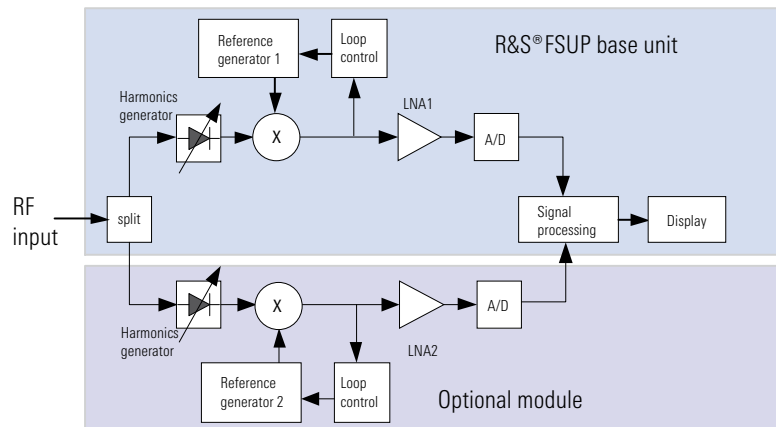 R&S®FSUP base unit
Reference
generator 1
Loop
control
Harmonics
generator
X
LNA1
A/D
RF
input
split
Signal
processing
Display
Harmonics
generator
X
LNA2
A/D
Reference
generator 2
Loop
control
Optional module